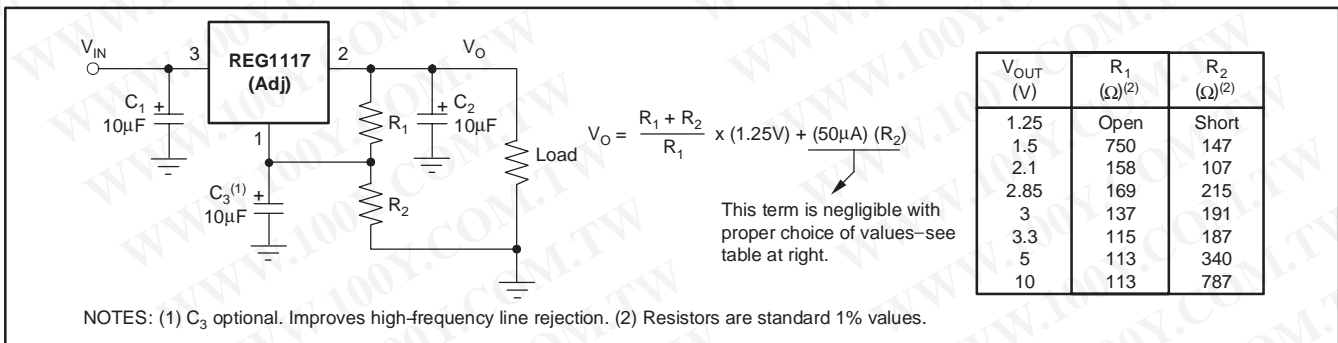 V_IN
3
REG1117
(Adj)
2
V_O
C_1 +
10µF
1
R_1
+ C_2
10µF
Load
C_3^(1) +
10µF
R_2
V_O = (R_1 + R_2) / R_1 x (1.25V) + (50µA) (R_2)
This term is negligible with
proper choice of values–see
table at right.
V_OUT (V) R_1 (Ω)^(2) R_2 (Ω)^(2)
1.25 Open Short
1.5 750 147
2.1 158 107
2.85 169 215
3 137 191
3.3 115 187
5 113 340
10 113 787
NOTES: (1) C_3 optional. Improves high-frequency line rejection. (2) Resistors are standard 1% values.
WWW.100Y.COM.TW